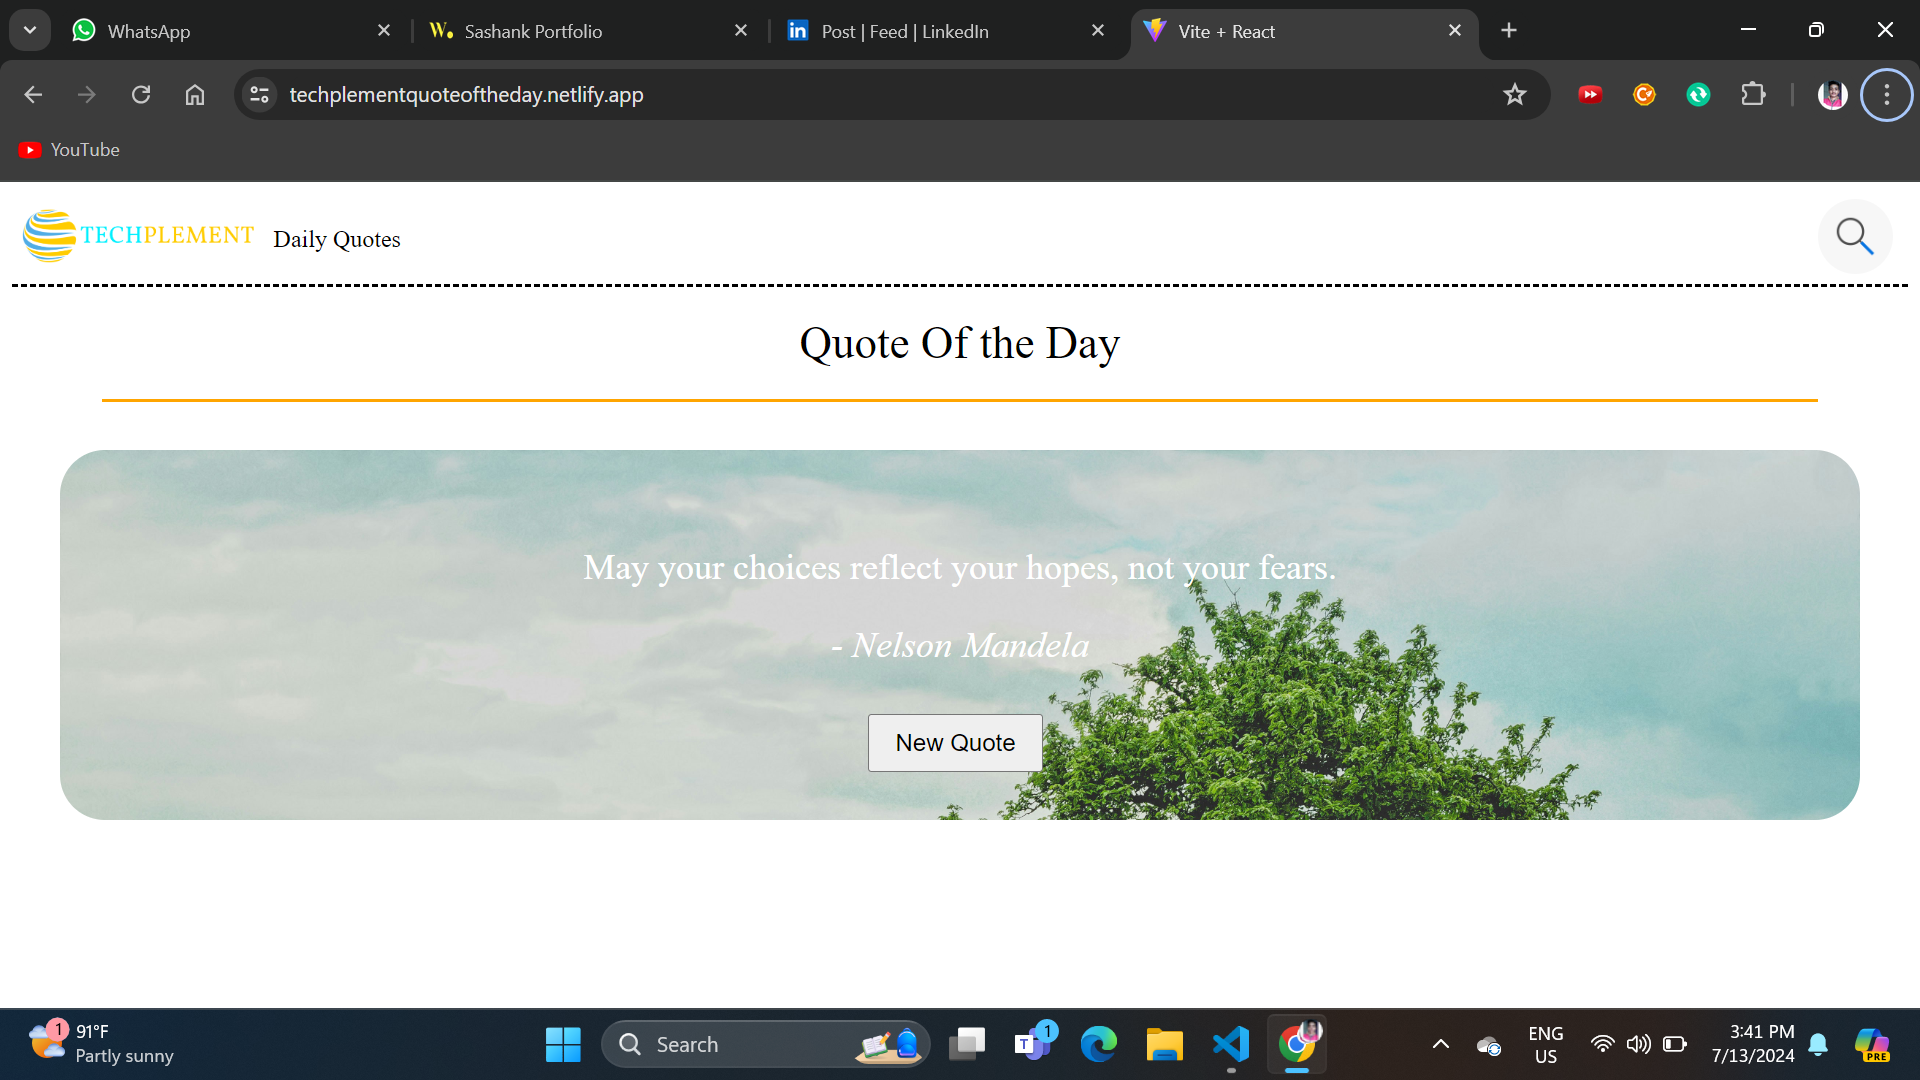 WhatsApp
W. Sashank Portfolio
in Post | Feed | LinkedIn
Vite + React
techplementquoteoftheday.netlify.app
YouTube
TECHPLEMENT Daily Quotes
Quote Of the Day
May your choices reflect your hopes, not your fears.
- Nelson Mandela
New Quote
1 91°F
Partly sunny
Search
T 1
ENG
US
3:41 PM
7/13/2024
PRE